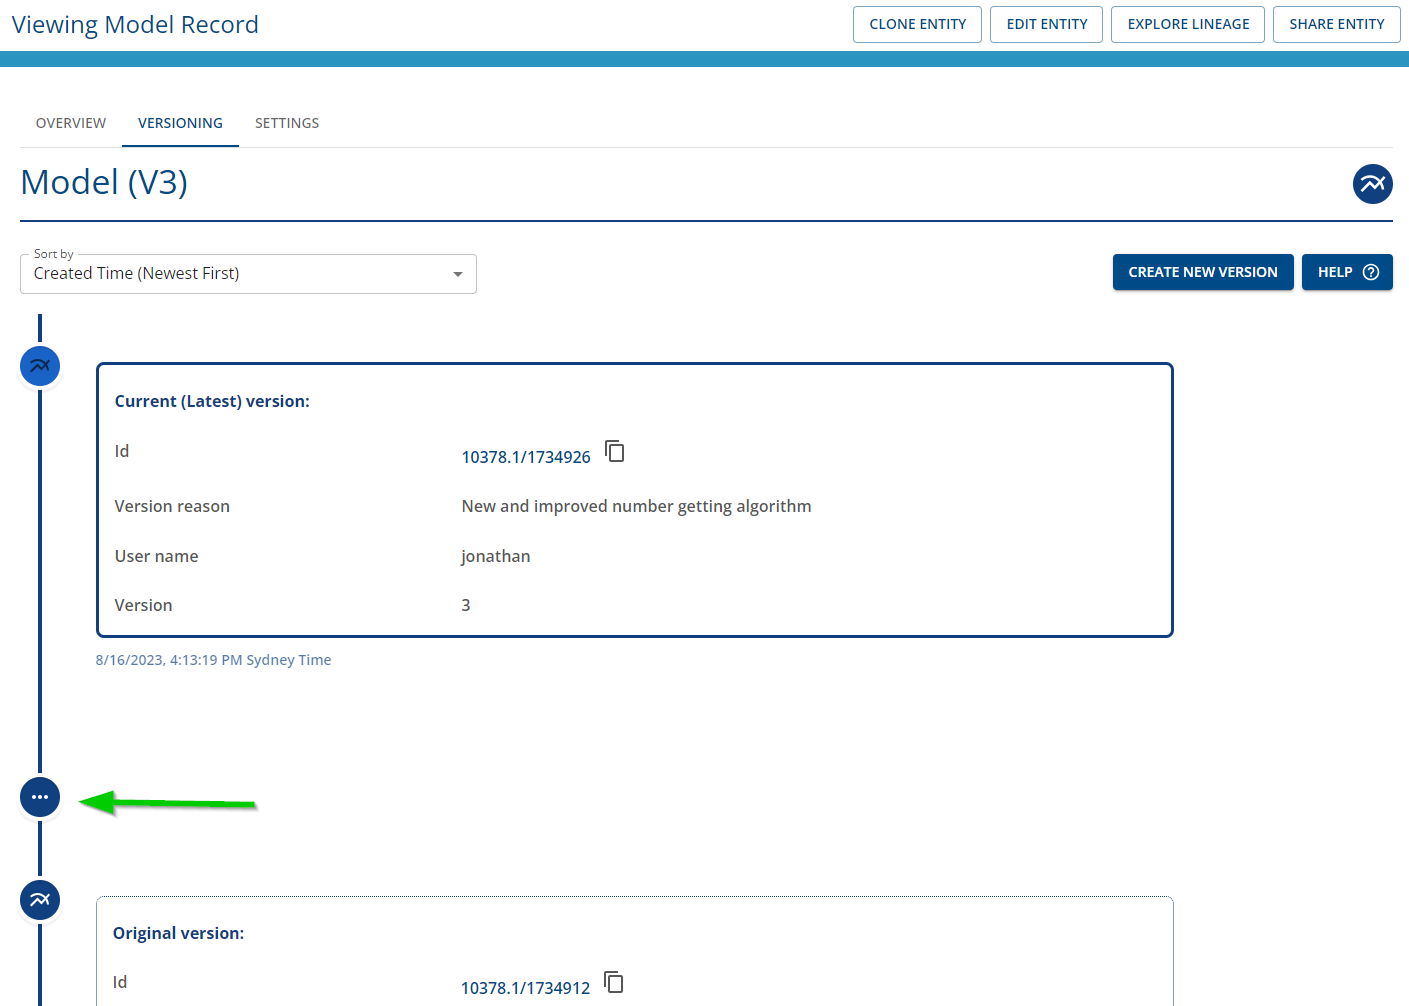 Viewing Model Record
CLONE ENTITY
EDIT ENTITY
EXPLORE LINEAGE
SHARE ENTITY
OVERVIEW
VERSIONING
SETTINGS
Model (V3)
Sort by
Created Time (Newest First)
CREATE NEW VERSION
HELP
Current (Latest) version:
Id
10378.1/1734926
Version reason
New and improved number getting algorithm
User name
jonathan
Version
3
8/16/2023, 4:13:19 PM Sydney Time
Original version:
Id
10378.1/1734912